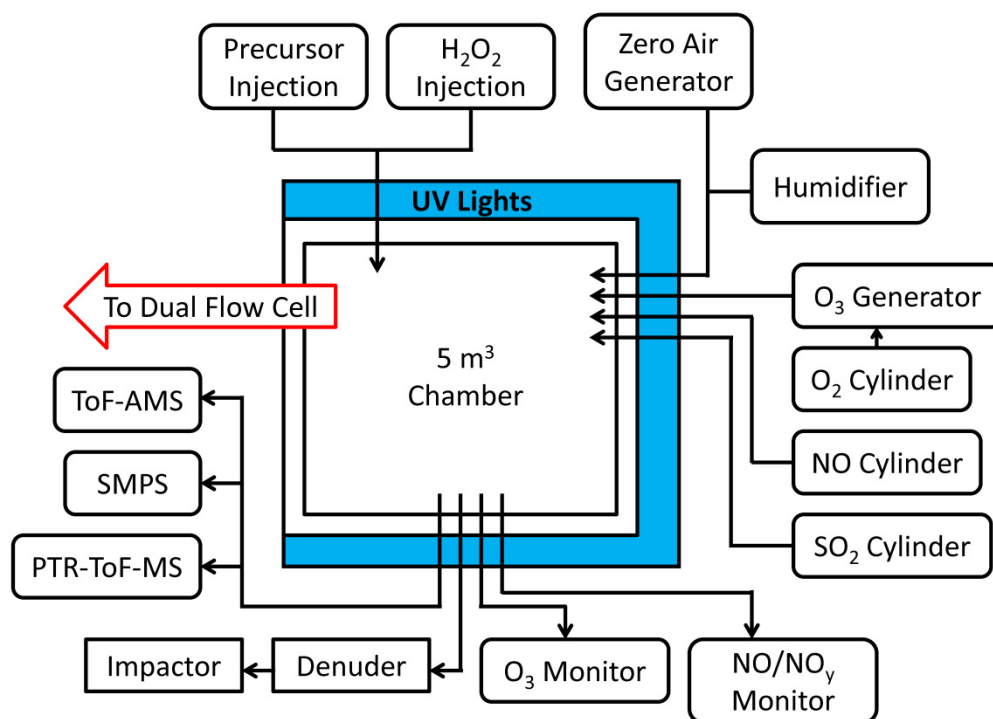 Precursor
Injection
H₂O₂
Injection
Zero Air
Generator
Humidifier
UV Lights
To Dual Flow Cell
5 m³
Chamber
O₃ Generator
O₂ Cylinder
NO Cylinder
SO₂ Cylinder
ToF-AMS
SMPS
PTR-ToF-MS
Impactor
Denuder
O₃ Monitor
NO/NOᵧ
Monitor